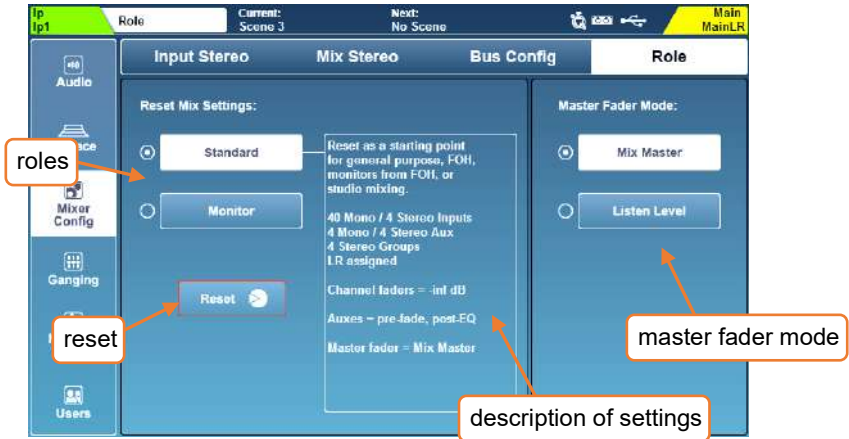 Ip
Ip1
Role
Current:
Scene 3
Next:
No Scene
Main
MainLR
Audio
Mixer
Config
Ganging
Users
Input Stereo
Mix Stereo
Bus Config
Role
Reset Mix Settings:
Standard
Monitor
Reset
Reset as a starting point
for general purpose, FOH,
monitors from FOH, or
studio mixing.
40 Mono / 4 Stereo Inputs
4 Mono / 4 Stereo Aux
4 Stereo Groups
LR assigned
Channel faders = -inf dB
Auxes = pre-fade, post-EQ
Master fader = Mix Master
Master Fader Mode:
Mix Master
Listen Level
roles
reset
master fader mode
description of settings